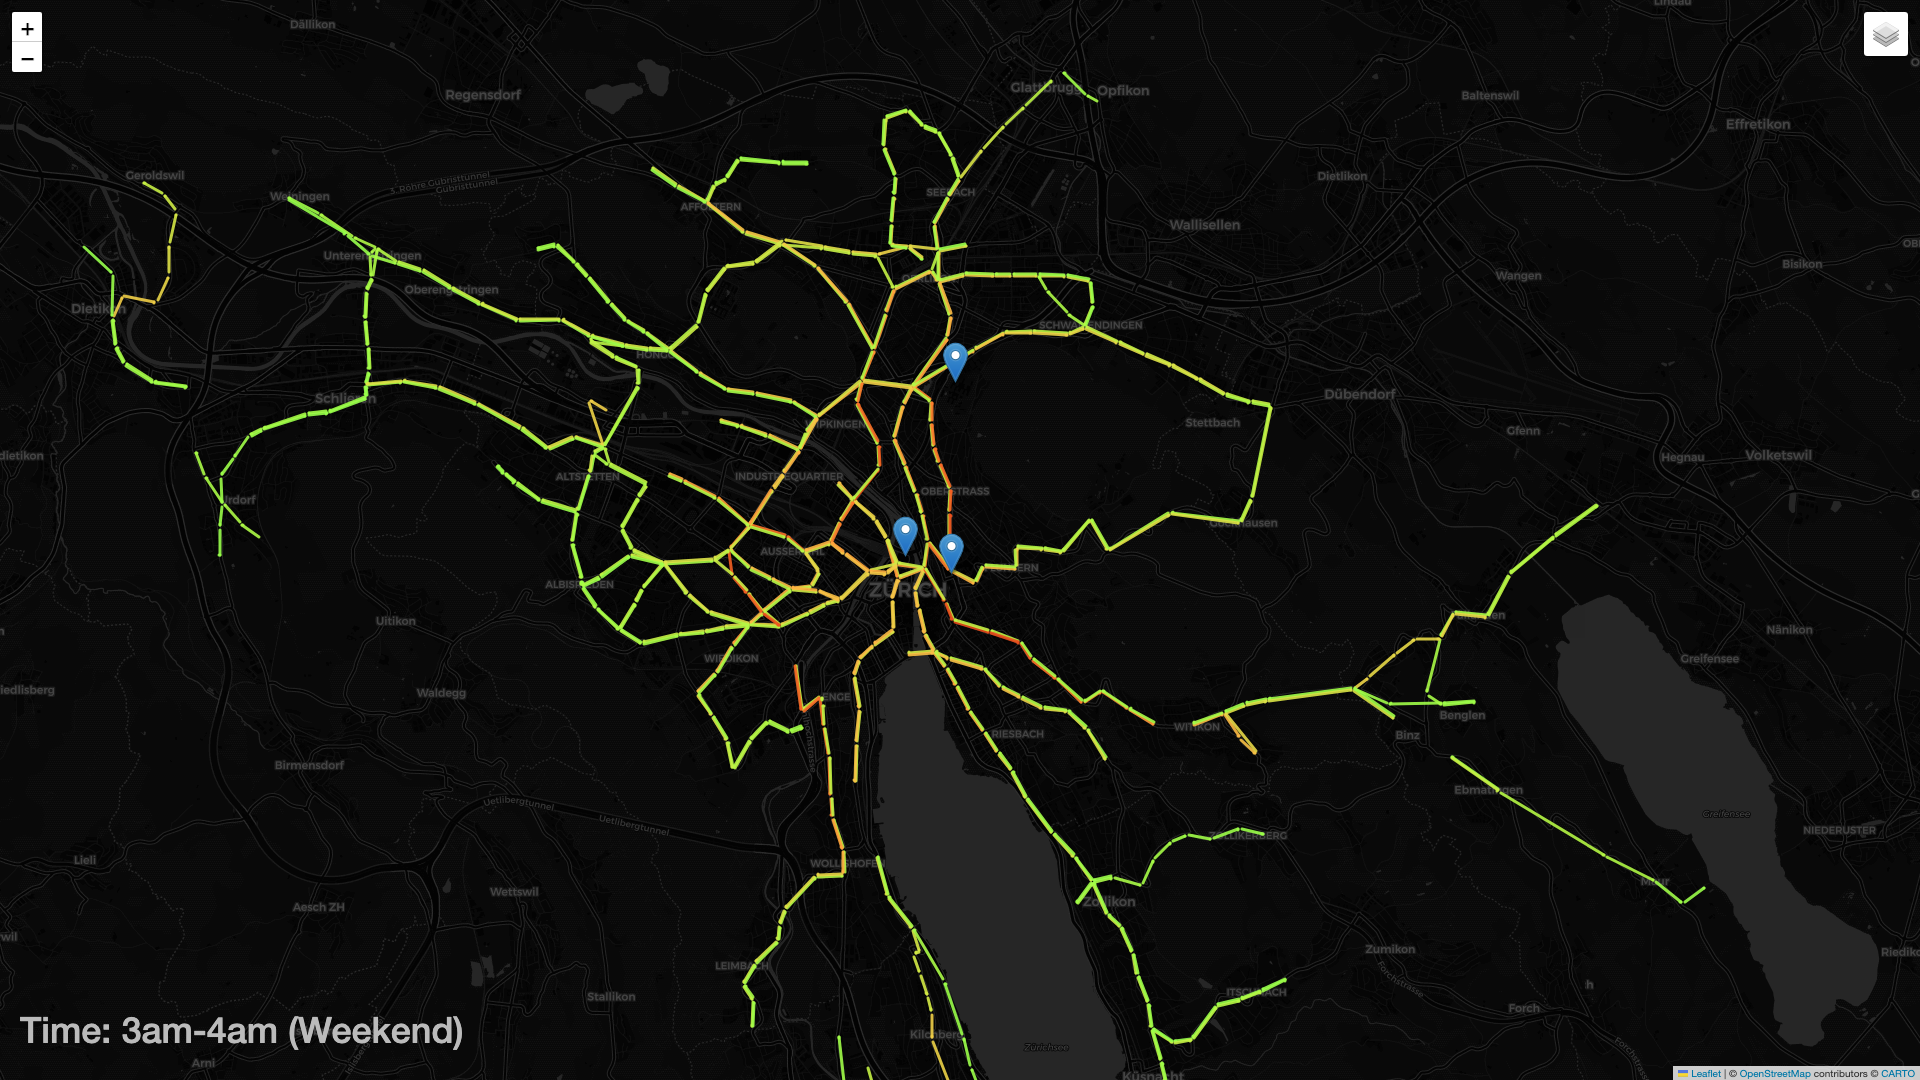 +
−
Dällikon
Regensdorf
Glattbrugg
Opfikon
Baltenswil
Effretikon
Lindau
Geroldswil
Weiningen
3. Röhre Gubristtunnel
Gubristtunnel
AFFOLTERN
SEEBACH
Dietlikon
Wallisellen
Unterengstringen
Oberengstringen
Dietikon
Wangen
Bisikon
HÖNGG
SCHWAMENDINGEN
Schlieren
WIPKINGEN
Stettbach
Dübendorf
Gfenn
Hegnau
Volketswil
ALTSTETTEN
INDUSTRIEQUARTIER
OBERSTRASS
Urdorf
Gockhausen
AUSSERSIHL
ALBISRIEDEN
ZÜRICH
Uitikon
Nänikon
Greifensee
WIEDIKON
Waldegg
ENGE
RIESBACH
WITIKON
Benglen
Binz
Birmensdorf
Ebmatingen
Uetlibergtunnel
Uetlibergtunnel
Greifensee
NIEDERUSTER
Lieli
WOLLISHOFEN
ZOLLIKERBERG
Maur
Wettswil
Aesch ZH
Zollikon
Zumikon
LEIMBACH
Forchstrasse
ITSCHNACH
Stallikon
Forch
Time: 3am-4am (Weekend)
Kilchberg
Zürichsee
Forchstrasse
Arni
Küsnacht
Leaflet | © OpenStreetMap contributors © CARTO